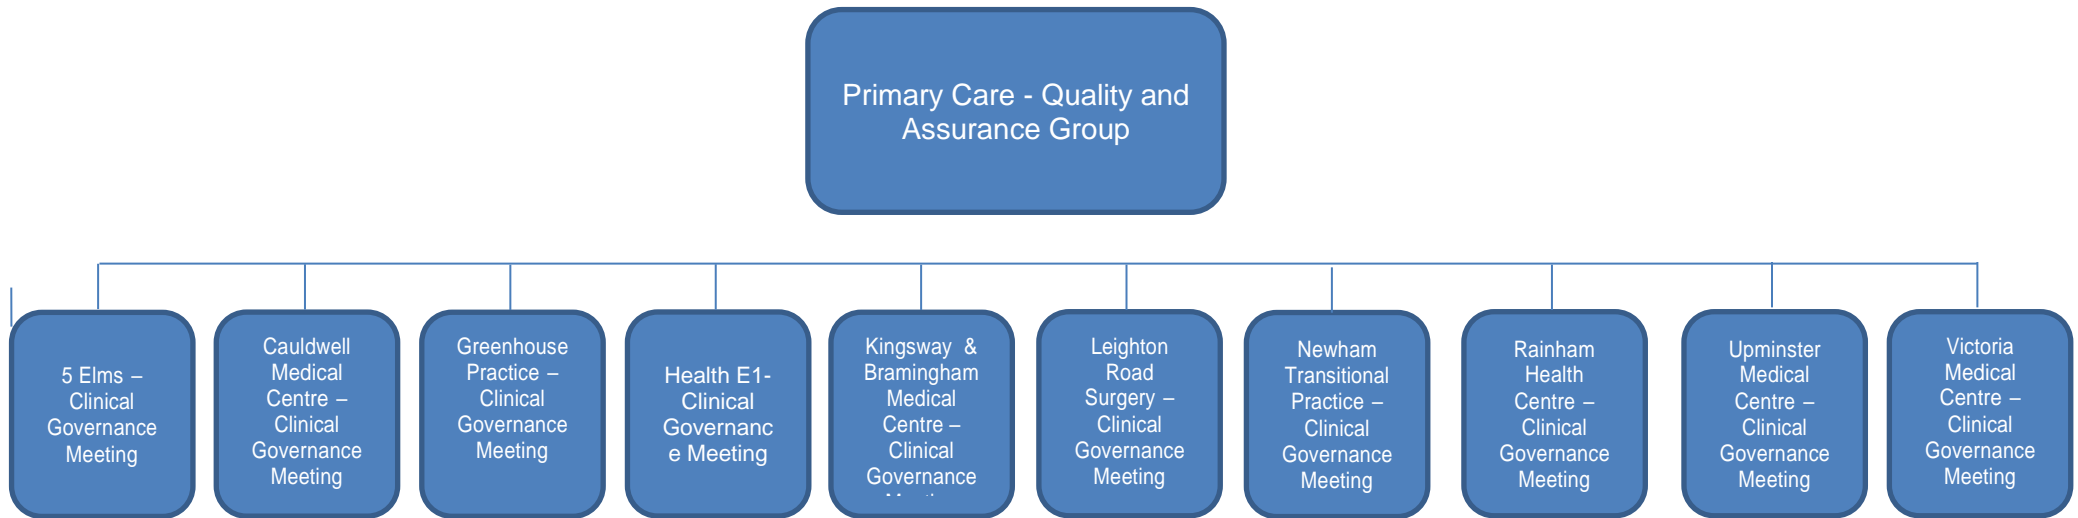 Primary Care - Quality and
Assurance Group
5 Elms –
Clinical
Governance
Meeting
Cauldwell
Medical
Centre –
Clinical
Governance
Meeting
Greenhouse
Practice –
Clinical
Governance
Meeting
Health E1-
Clinical
Governanc
e Meeting
Kingsway & 
Bramingham
Medical
Centre –
Clinical
Governance
Leighton
Road
Surgery –
Clinical
Governance
Meeting
Newham
Transitional
Practice –
Clinical
Governance
Meeting
Rainham
Health
Centre –
Clinical
Governance
Meeting
Upminster
Medical
Centre –
Clinical
Governance
Meeting
Victoria
Medical
Centre –
Clinical
Governance
Meeting